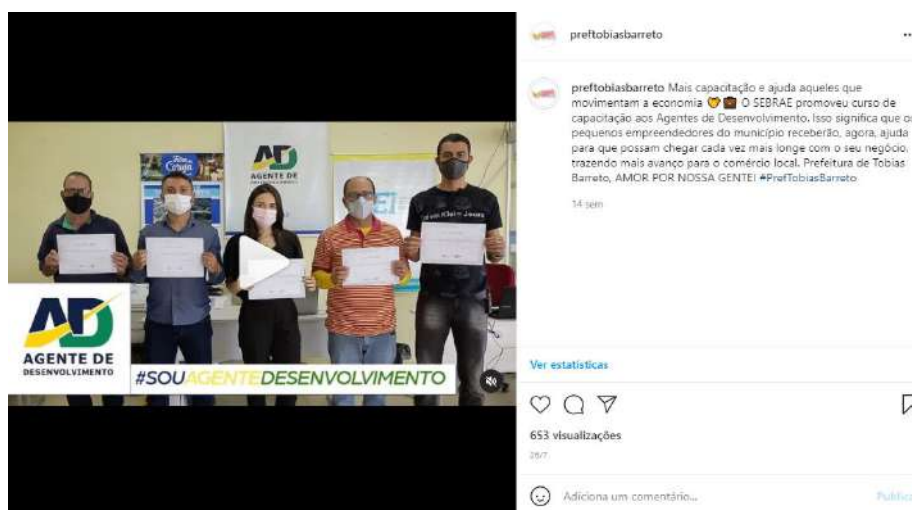 AD
AGENTE DE
DESENVOLVIMENTO
AD
AGENTE DE
DESENVOLVIMENTO
#SOUAGENTEDESENVOLVIMENTO
preftobiasbarreto
preftobiasbarreto Mais capacitação e ajuda aqueles que
movimentam a economia 🤝💼 O SEBRAE promoveu curso de
capacitação aos Agentes de Desenvolvimento. Isso significa que os
pequenos empreendedores do município receberão, agora, ajuda
para que possam chegar cada vez mais longe com o seu negócio,
trazendo mais avanço para o comércio local. Prefeitura de Tobias
Barreto, AMOR POR NOSSA GENTE! #PrefTobiasBarreto
14 sem
Ver estatísticas
653 visualizações
26/7
Adiciona um comentário...
Publicar